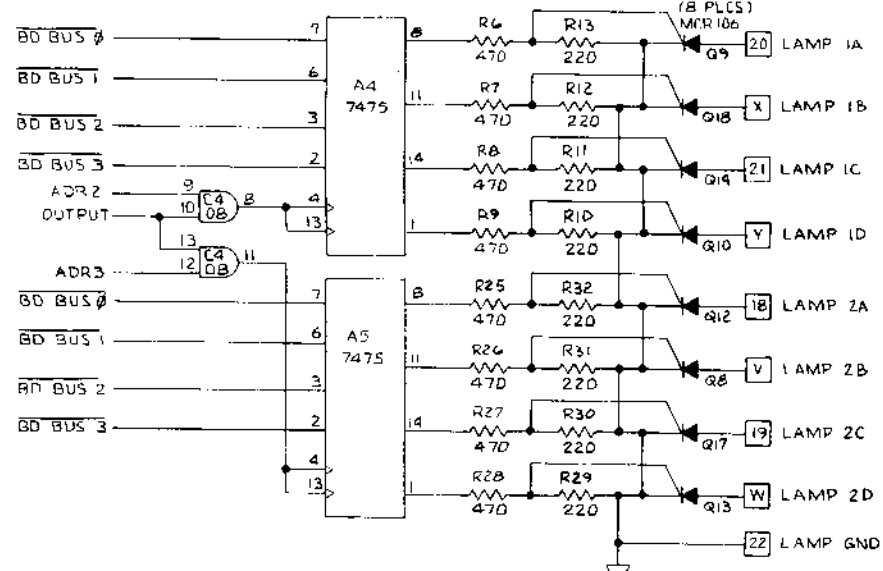 (8 PLCS)
MCR106
BD BUS 0 7 8 R6 R13 Q9 20 LAMP 1A
470 220
BD BUS 1 6 11 R7 R12 Q18 X LAMP 1B
470 220
A4
7475
BD BUS 2 3
BD BUS 3 2 14 R8 R11 Q14 21 LAMP 1C
470 220
ADR2 9 C4 8 4
OUTPUT 10 08 13 1 R9 R10 Q10 Y LAMP 1D
470 220
13 C4 11
ADR3 12 08
BD BUS 0 7 8 R25 R32 Q12 18 LAMP 2A
470 220
BD BUS 1 6 11 R26 R31 Q8 V LAMP 2B
470 220
A5
7475
BD BUS 2 3
BD BUS 3 2 14 R27 R30 Q17 19 LAMP 2C
470 220
4
13 1 R28 R29 Q13 W LAMP 2D
470 220
22 LAMP GND